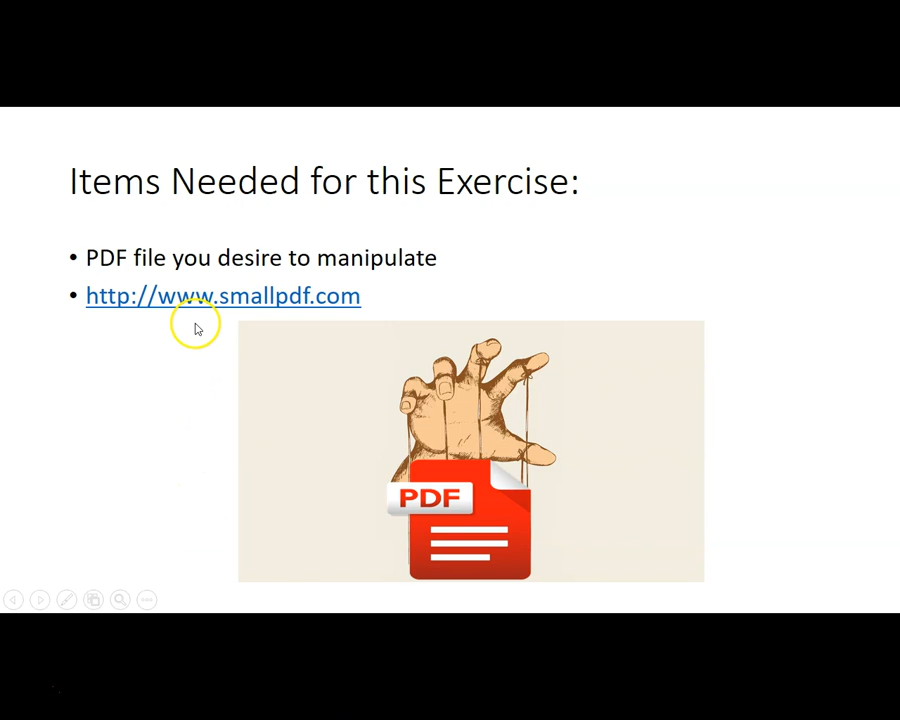 Items Needed for this Exercise:
• PDF file you desire to manipulate
• http://www.smallpdf.com
PDF